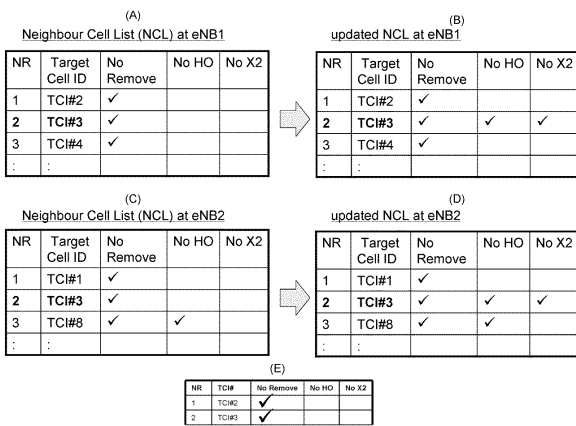 (A)
Neighbour Cell List (NCL) at eNB1
NR Target Cell ID No Remove No HO No X2
1 TCI#2 ✓
2 TCI#3 ✓
3 TCI#4 ✓
: :
(B)
updated NCL at eNB1
NR Target Cell ID No Remove No HO No X2
1 TCI#2 ✓
2 TCI#3 ✓ ✓ ✓
3 TCI#4 ✓
: :
(C)
Neighbour Cell List (NCL) at eNB2
NR Target Cell ID No Remove No HO No X2
1 TCI#1 ✓
2 TCI#3 ✓
3 TCI#8 ✓ ✓
: :
(D)
updated NCL at eNB2
NR Target Cell ID No Remove No HO No X2
1 TCI#1 ✓
2 TCI#3 ✓ ✓ ✓
3 TCI#8 ✓ ✓
: :
(E)
NR TCI# No Remove No HO No X2
1 TCI#2 ✓
2 TCI#3 ✓